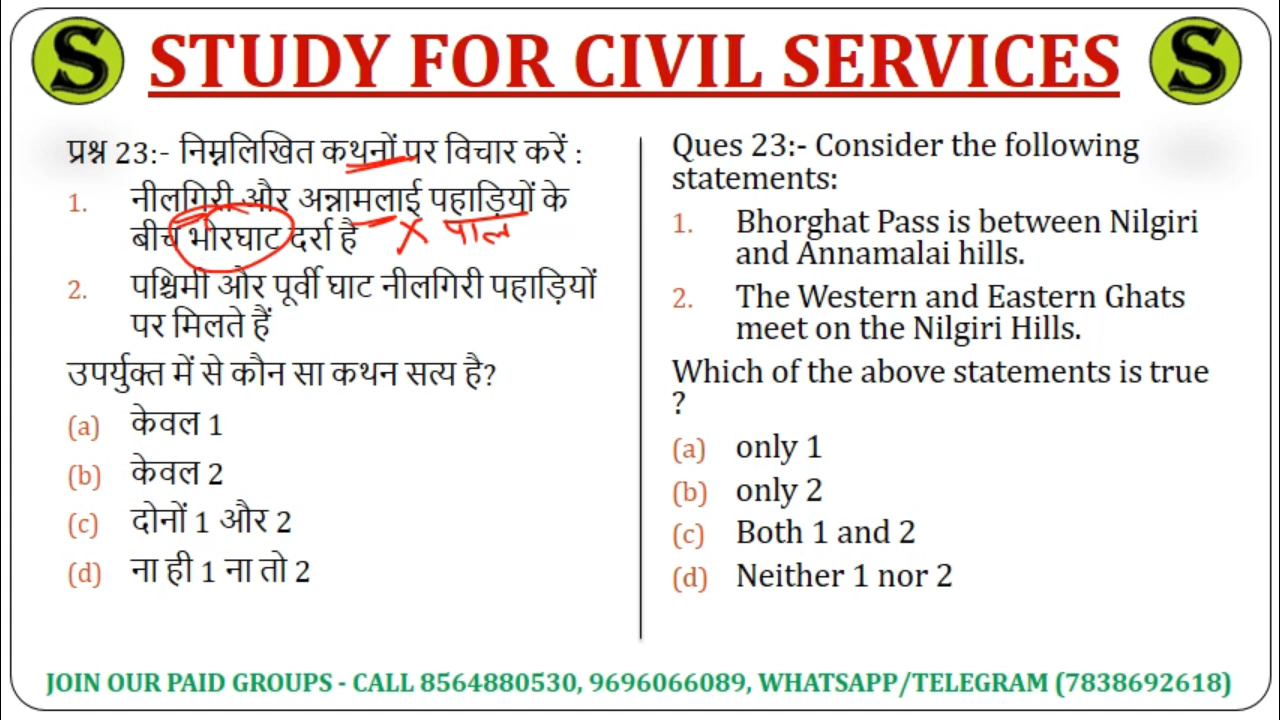 S STUDY FOR CIVIL SERVICES S
प्रश्न 23:- निम्नलिखित कथनों पर विचार करें :
1. नीलगिरी और अन्नामलाई पहाड़ियों के
बीच भोरघाट दर्रा है X पाल
2. पश्चिमी और पूर्वी घाट नीलगिरी पहाड़ियों
पर मिलते हैं
उपर्युक्त में से कौन सा कथन सत्य है?
(a) केवल 1
(b) केवल 2
(c) दोनों 1 और 2
(d) ना ही 1 ना तो 2
Ques 23:- Consider the following
statements:
1. Bhorghat Pass is between Nilgiri
and Annamalai hills.
2. The Western and Eastern Ghats
meet on the Nilgiri Hills.
Which of the above statements is true
?
(a) only 1
(b) only 2
(c) Both 1 and 2
(d) Neither 1 nor 2
JOIN OUR PAID GROUPS - CALL 8564880530, 9696066089, WHATSAPP/TELEGRAM (7838692618)